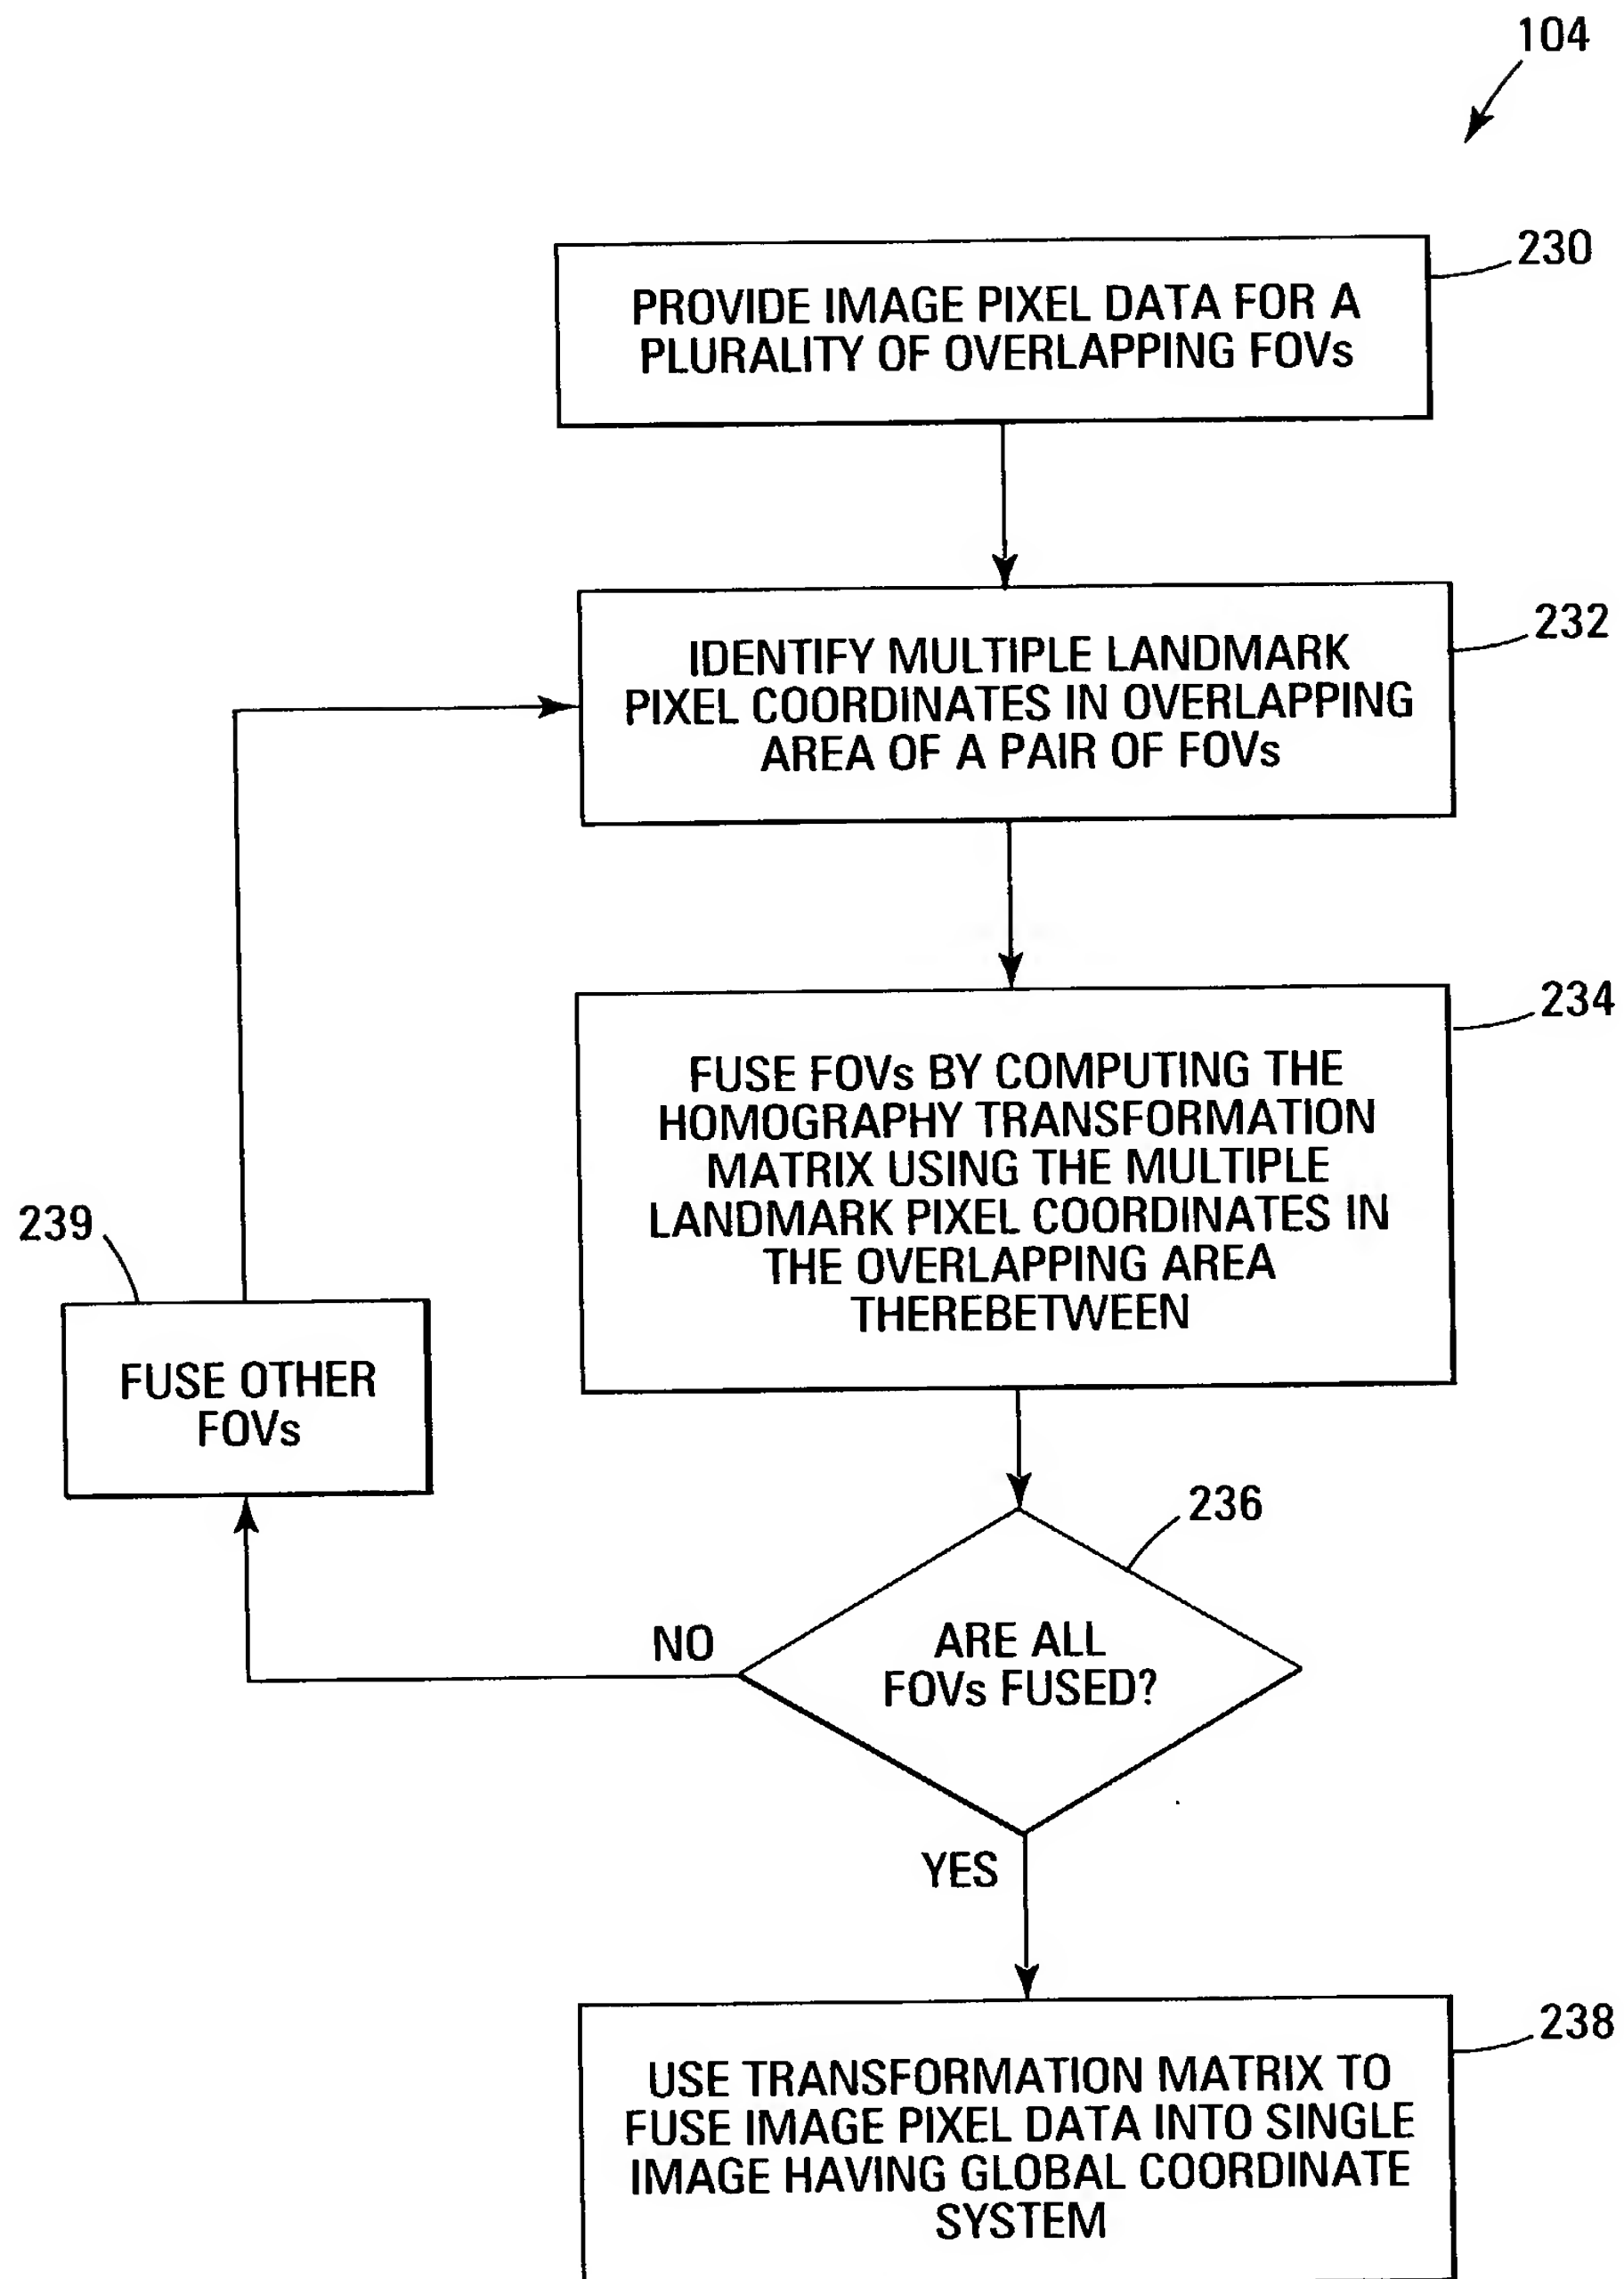 104
230
PROVIDE IMAGE PIXEL DATA FOR A
PLURALITY OF OVERLAPPING FOVs
232
IDENTIFY MULTIPLE LANDMARK
PIXEL COORDINATES IN OVERLAPPING
AREA OF A PAIR OF FOVs
234
FUSE FOVs BY COMPUTING THE
HOMOGRAPHY TRANSFORMATION
MATRIX USING THE MULTIPLE
LANDMARK PIXEL COORDINATES IN
THE OVERLAPPING AREA
THEREBETWEEN
239
FUSE OTHER
FOVs
236
NO
ARE ALL
FOVs FUSED?
YES
238
USE TRANSFORMATION MATRIX TO
FUSE IMAGE PIXEL DATA INTO SINGLE
IMAGE HAVING GLOBAL COORDINATE
SYSTEM